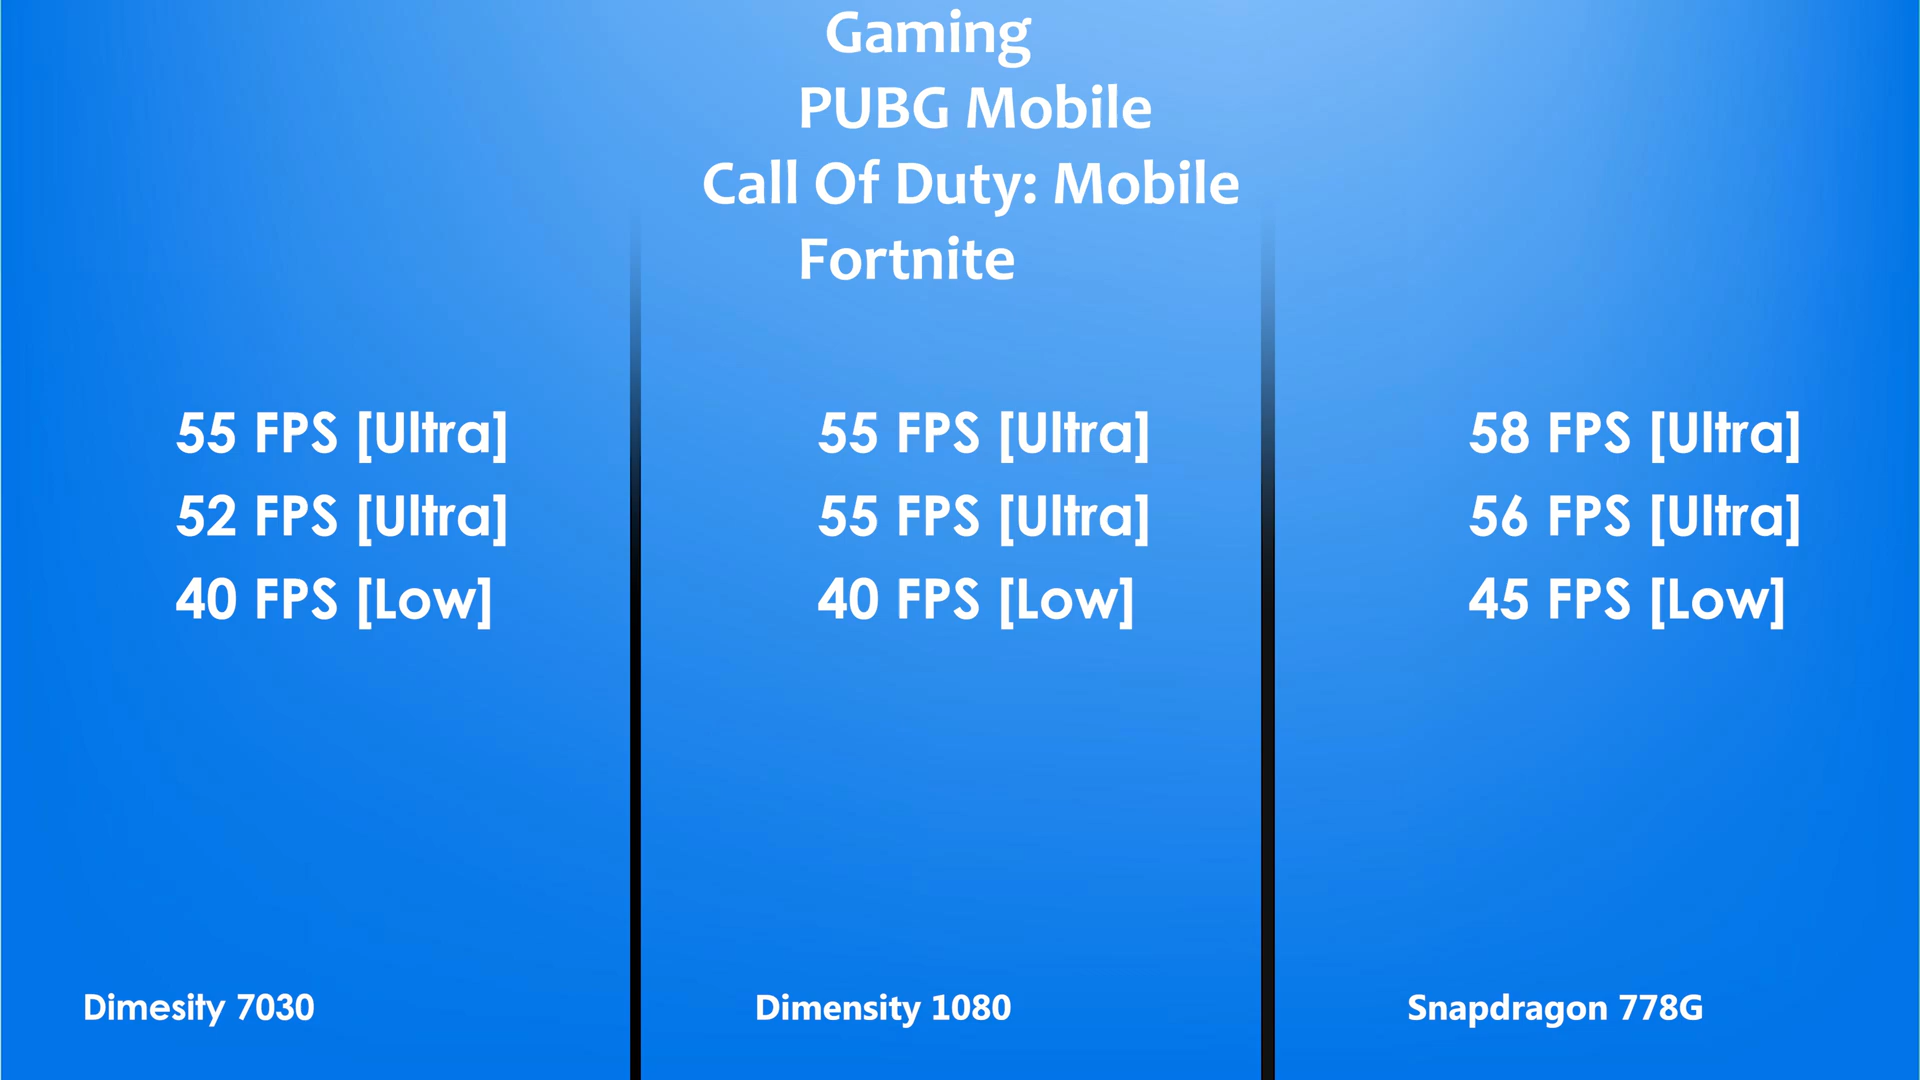 Gaming
PUBG Mobile
Call Of Duty: Mobile
Fortnite
55 FPS [Ultra]
52 FPS [Ultra]
40 FPS [Low]
55 FPS [Ultra]
55 FPS [Ultra]
40 FPS [Low]
58 FPS [Ultra]
56 FPS [Ultra]
45 FPS [Low]
Dimesity 7030
Dimensity 1080
Snapdragon 778G